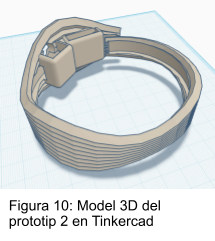 Figura 10: Model 3D del
prototip 2 en Tinkercad